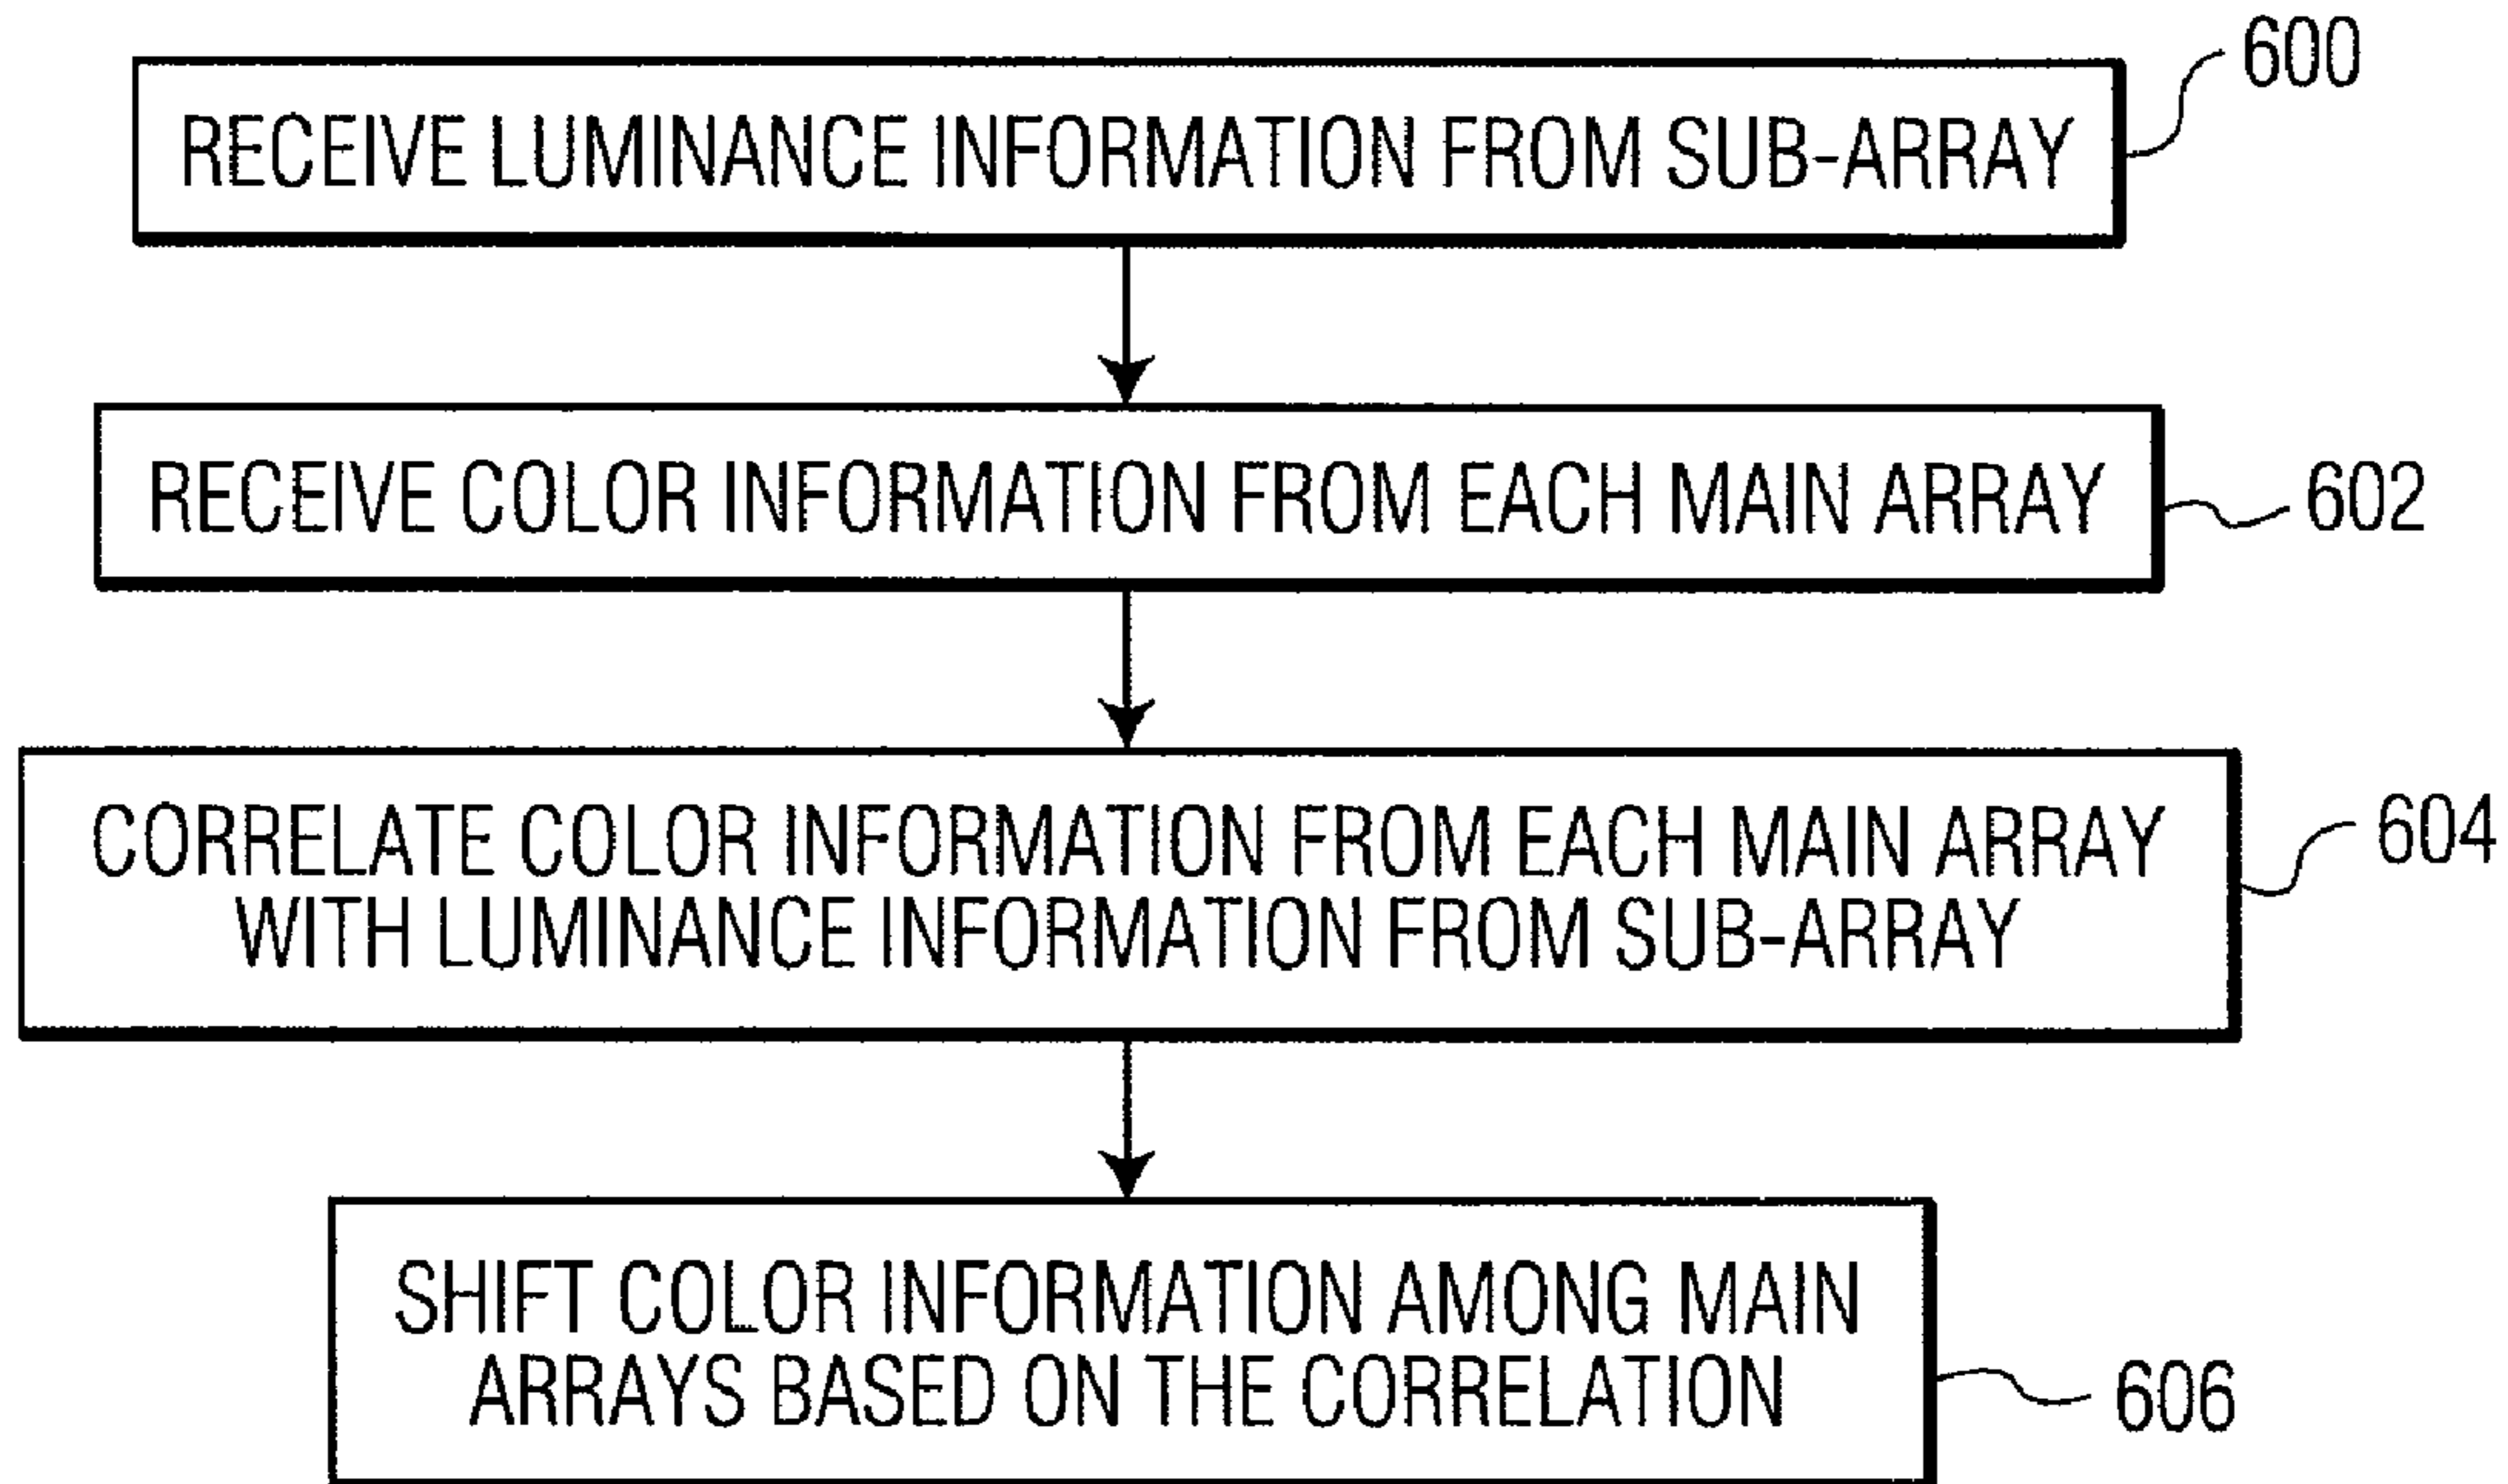 600
RECEIVE LUMINANCE INFORMATION FROM SUB-ARRAY
RECEIVE COLOR INFORMATION FROM EACH MAIN ARRAY
602
CORRELATE COLOR INFORMATION FROM EACH MAIN ARRAY
WITH LUMINANCE INFORMATION FROM SUB-ARRAY
604
SHIFT COLOR INFORMATION AMONG MAIN
ARRAYS BASED ON THE CORRELATION
606